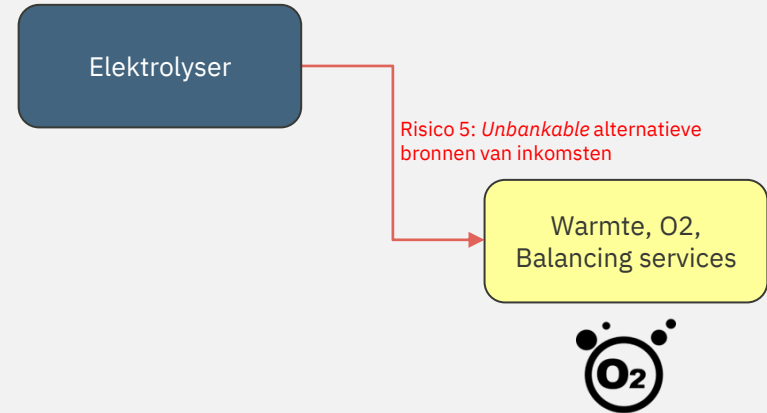 Elektrolyser
Risico 5: Unbankable alternatieve
bronnen van inkomsten
Warmte, O2,
Balancing services
O2